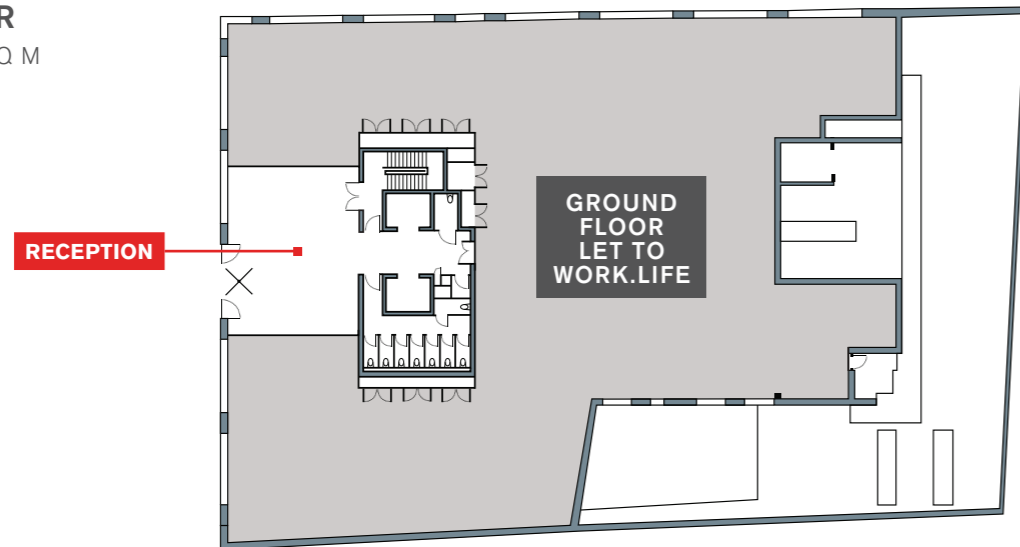 R
Q M
RECEPTION
GROUND
FLOOR
LET TO
WORK.LIFE